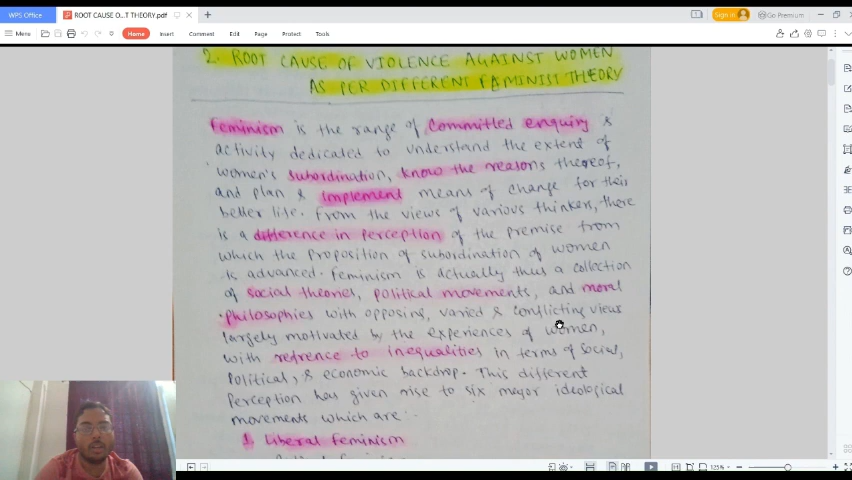 WPS Office
ROOT CAUSE O...T THEORY.pdf
Sign in
Go Premium
Menu
Home
Insert
Comment
Edit
Page
Protect
Tools
2. ROOT CAUSE OF VIOLENCE AGAINST WOMEN
AS PER DIFFERENT FEMINIST THEORY
Feminism is the range of committed enquiry &
activity dedicated to understand the extent of
women's subordination, know the reasons thereof,
and plan & implement means of change for their
better life. From the views of various thinkers, there
is a difference in perception of the premise from
which the proposition of subordination of women
is advanced. Feminism is actually thus a collection
of social theories, political movements, and moral
philosophies with opposing, varied & conflicting views
largely motivated by the experiences of women,
with refrence to inequalities in terms of social,
political, & economic backdrop. This different
perception has given rise to six major ideological
movements which are:-
1. Liberal feminism
125%